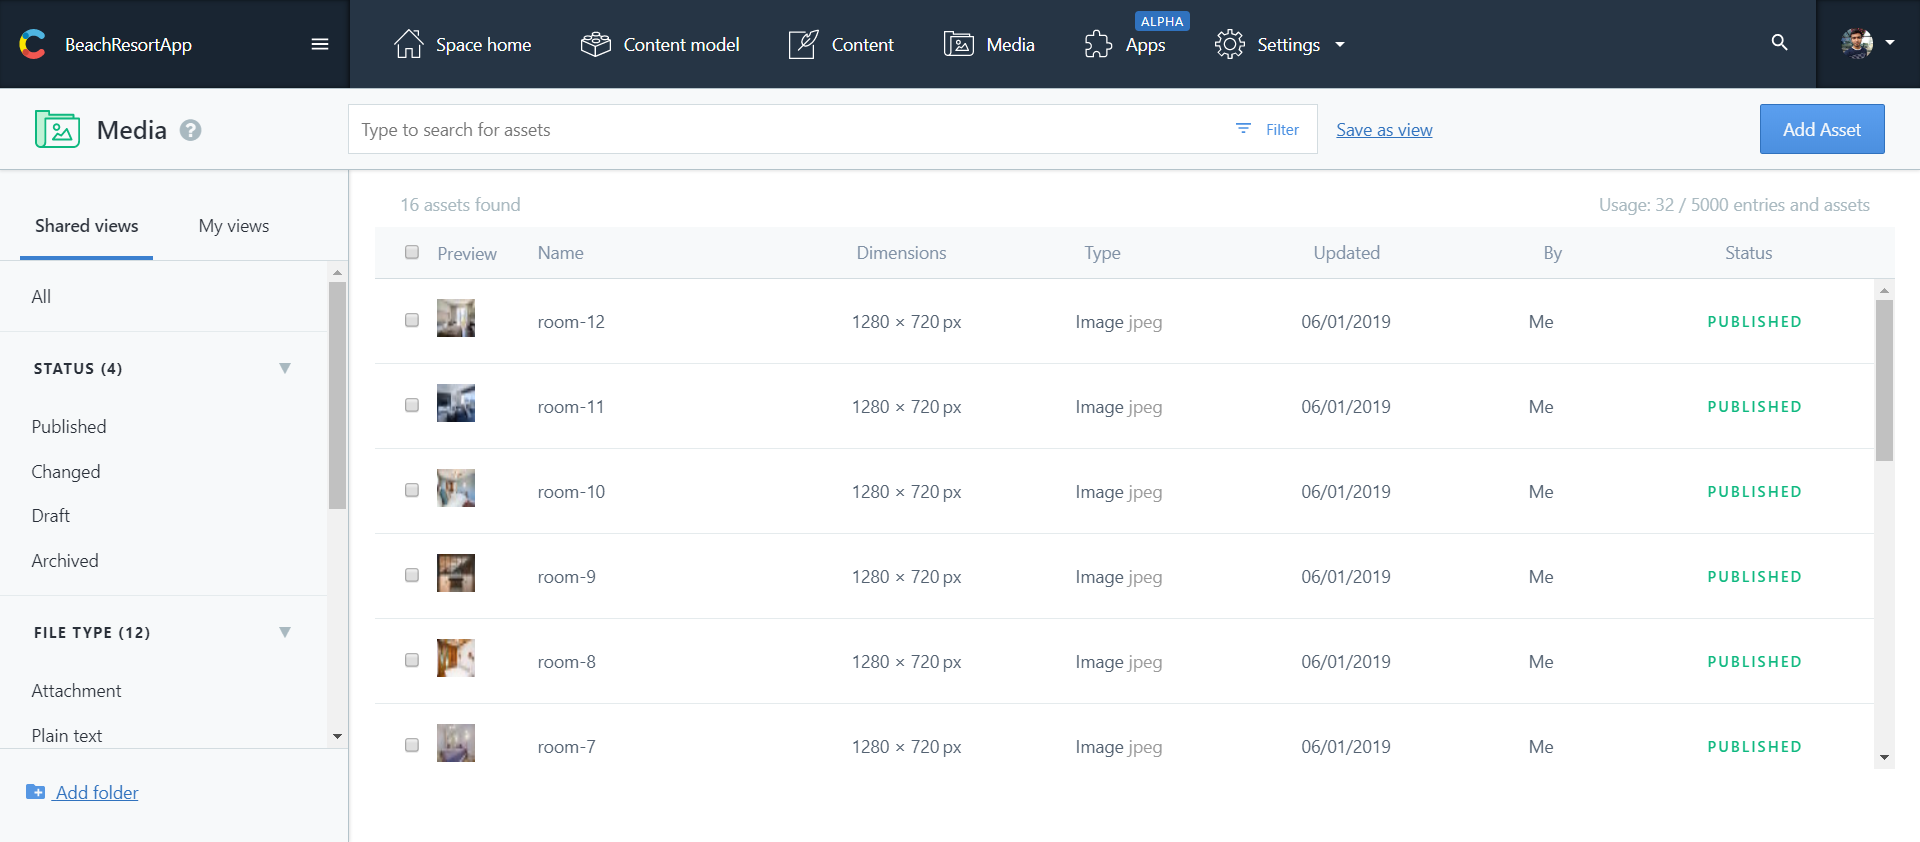 BeachResortApp
Space home
Content model
Content
Media
ALPHA
Apps
Settings
Media
?
Type to search for assets
Filter
Save as view
Add Asset
Shared views
My views
All
STATUS (4)
Published
Changed
Draft
Archived
FILE TYPE (12)
Attachment
Plain text
Add folder
16 assets found
Usage: 32 / 5000 entries and assets
Preview Name Dimensions Type Updated By Status
room-12 1280 × 720 px Image jpeg 06/01/2019 Me PUBLISHED
room-11 1280 × 720 px Image jpeg 06/01/2019 Me PUBLISHED
room-10 1280 × 720 px Image jpeg 06/01/2019 Me PUBLISHED
room-9 1280 × 720 px Image jpeg 06/01/2019 Me PUBLISHED
room-8 1280 × 720 px Image jpeg 06/01/2019 Me PUBLISHED
room-7 1280 × 720 px Image jpeg 06/01/2019 Me PUBLISHED